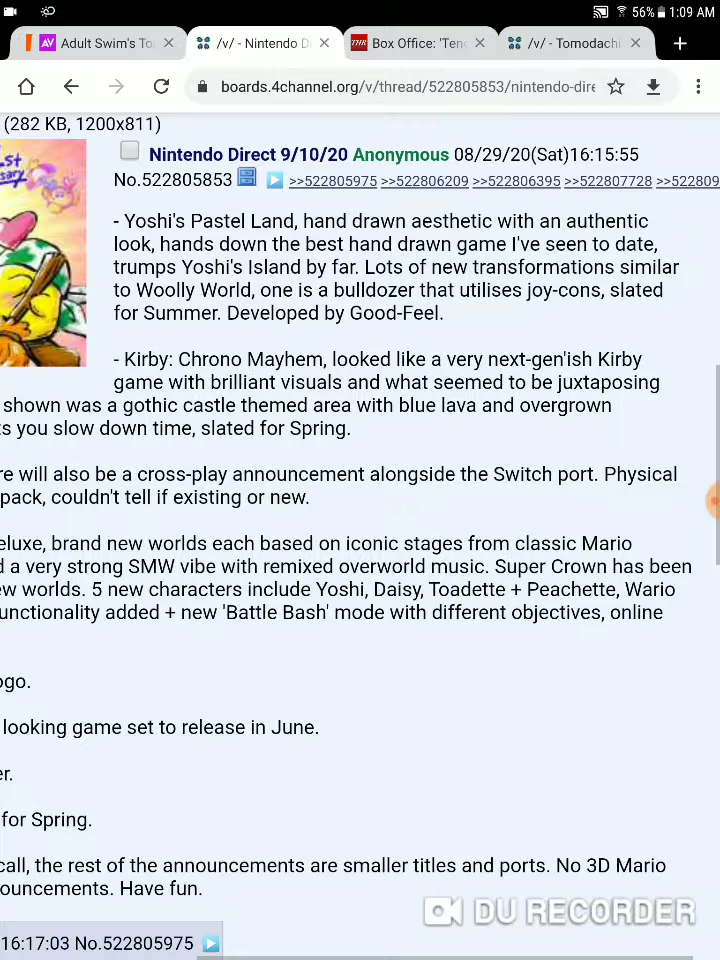 56% 1:09 AM
Adult Swim's To
/v/ - Nintendo D
THR Box Office: 'Ten
/v/ - Tomodachi
boards.4channel.org/v/thread/522805853/nintendo-dire
(282 KB, 1200x811)
Nintendo Direct 9/10/20 Anonymous 08/29/20(Sat)16:15:55
No.522805853 >>522805975 >>522806209 >>522806395 >>522807728 >>522809
- Yoshi's Pastel Land, hand drawn aesthetic with an authentic
look, hands down the best hand drawn game I've seen to date,
trumps Yoshi's Island by far. Lots of new transformations similar
to Woolly World, one is a bulldozer that utilises joy-cons, slated
for Summer. Developed by Good-Feel.
- Kirby: Chrono Mayhem, looked like a very next-gen'ish Kirby
game with brilliant visuals and what seemed to be juxtaposing
shown was a gothic castle themed area with blue lava and overgrown
ts you slow down time, slated for Spring.
re will also be a cross-play announcement alongside the Switch port. Physical
pack, couldn't tell if existing or new.
eluxe, brand new worlds each based on iconic stages from classic Mario
d a very strong SMW vibe with remixed overworld music. Super Crown has been
ew worlds. 5 new characters include Yoshi, Daisy, Toadette + Peachette, Wario
unctionality added + new 'Battle Bash' mode with different objectives, online
ogo.
looking game set to release in June.
er.
for Spring.
call, the rest of the announcements are smaller titles and ports. No 3D Mario
ouncements. Have fun.
DU RECORDER
16:17:03 No.522805975